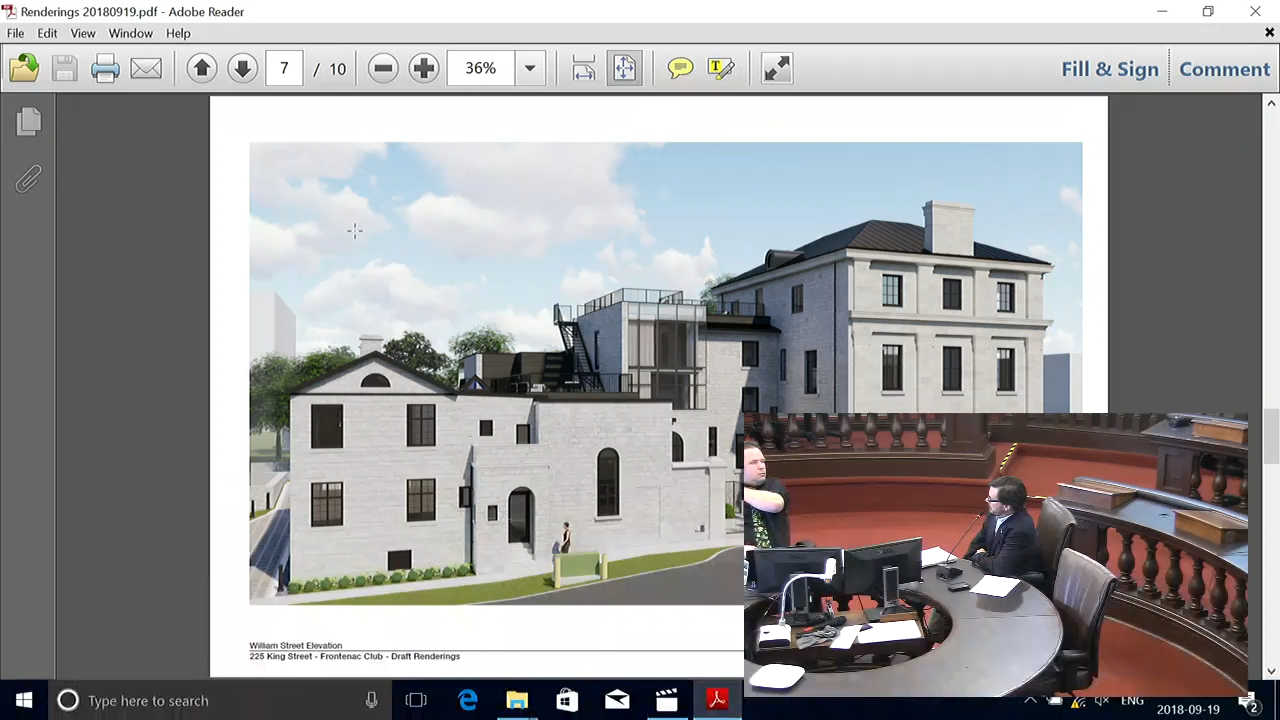 Renderings 20180919.pdf - Adobe Reader
File Edit View Window Help
7 / 10 36% Fill & Sign Comment
William Street Elevation
225 King Street - Frontenac Club - Draft Renderings
Type here to search
ENG
2018-09-19
2